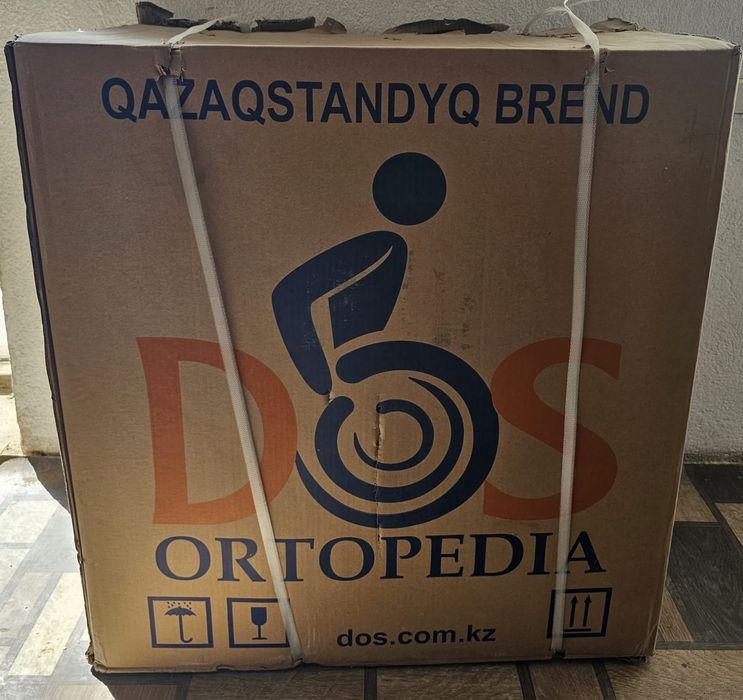 QAZAQSTANDYQ BREND
DOS
ORTOPEDIA
dos.com.kz